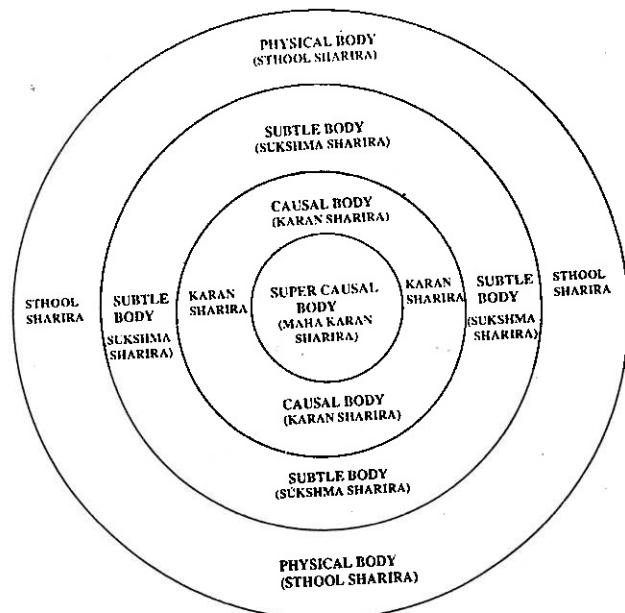 PHYSICAL BODY
(STHOOL SHARIRA)
SUBTLE BODY
(SUKSHMA SHARIRA)
CAUSAL BODY
(KARAN SHARIRA)
STHOOL
SHARIRA
SUBTLE
BODY
(SUKSHMA
SHARIRA)
KARAN
SHARIRA
SUPER CAUSAL
BODY
(MAHA KARAN
SHARIRA)
KARAN
SHARIRA
SUBTLE
BODY
(SUKSHMA
SHARIRA)
STHOOL
SHARIRA
CAUSAL BODY
(KARAN SHARIRA)
SUBTLE BODY
(SUKSHMA SHARIRA)
PHYSICAL BODY
(STHOOL SHARIRA)